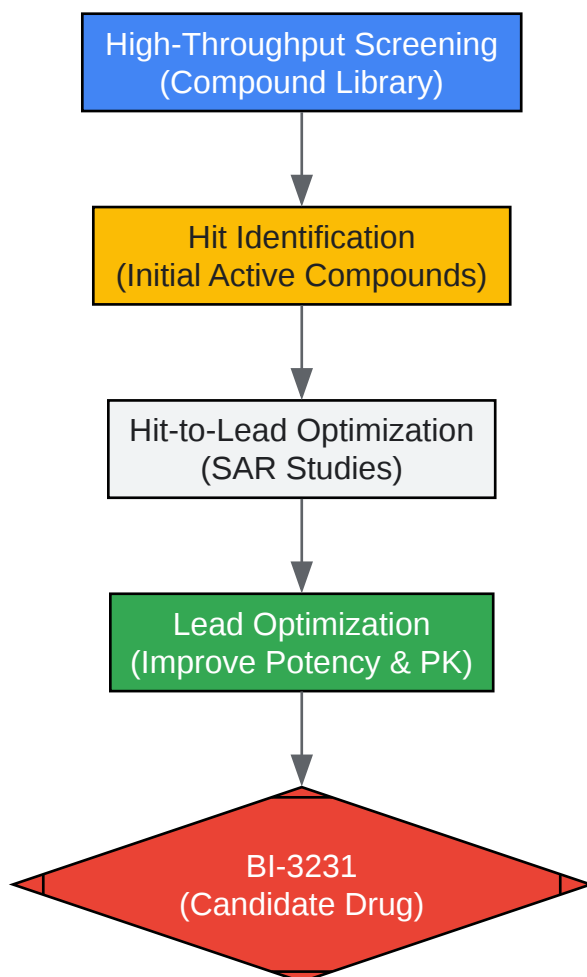 High-Throughput Screening
(Compound Library)
Hit Identification
(Initial Active Compounds)
Hit-to-Lead Optimization
(SAR Studies)
Lead Optimization
(Improve Potency & PK)
BI-3231
(Candidate Drug)